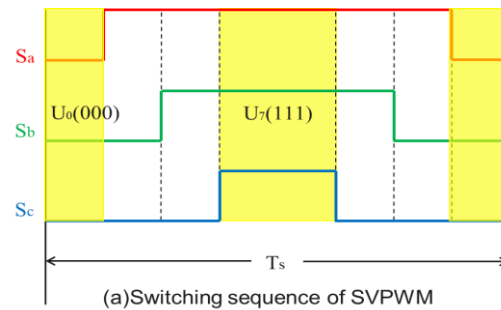 Sa
U0(000)
U7(111)
Sb
Sc
Ts
(a)Switching sequence of SVPWM